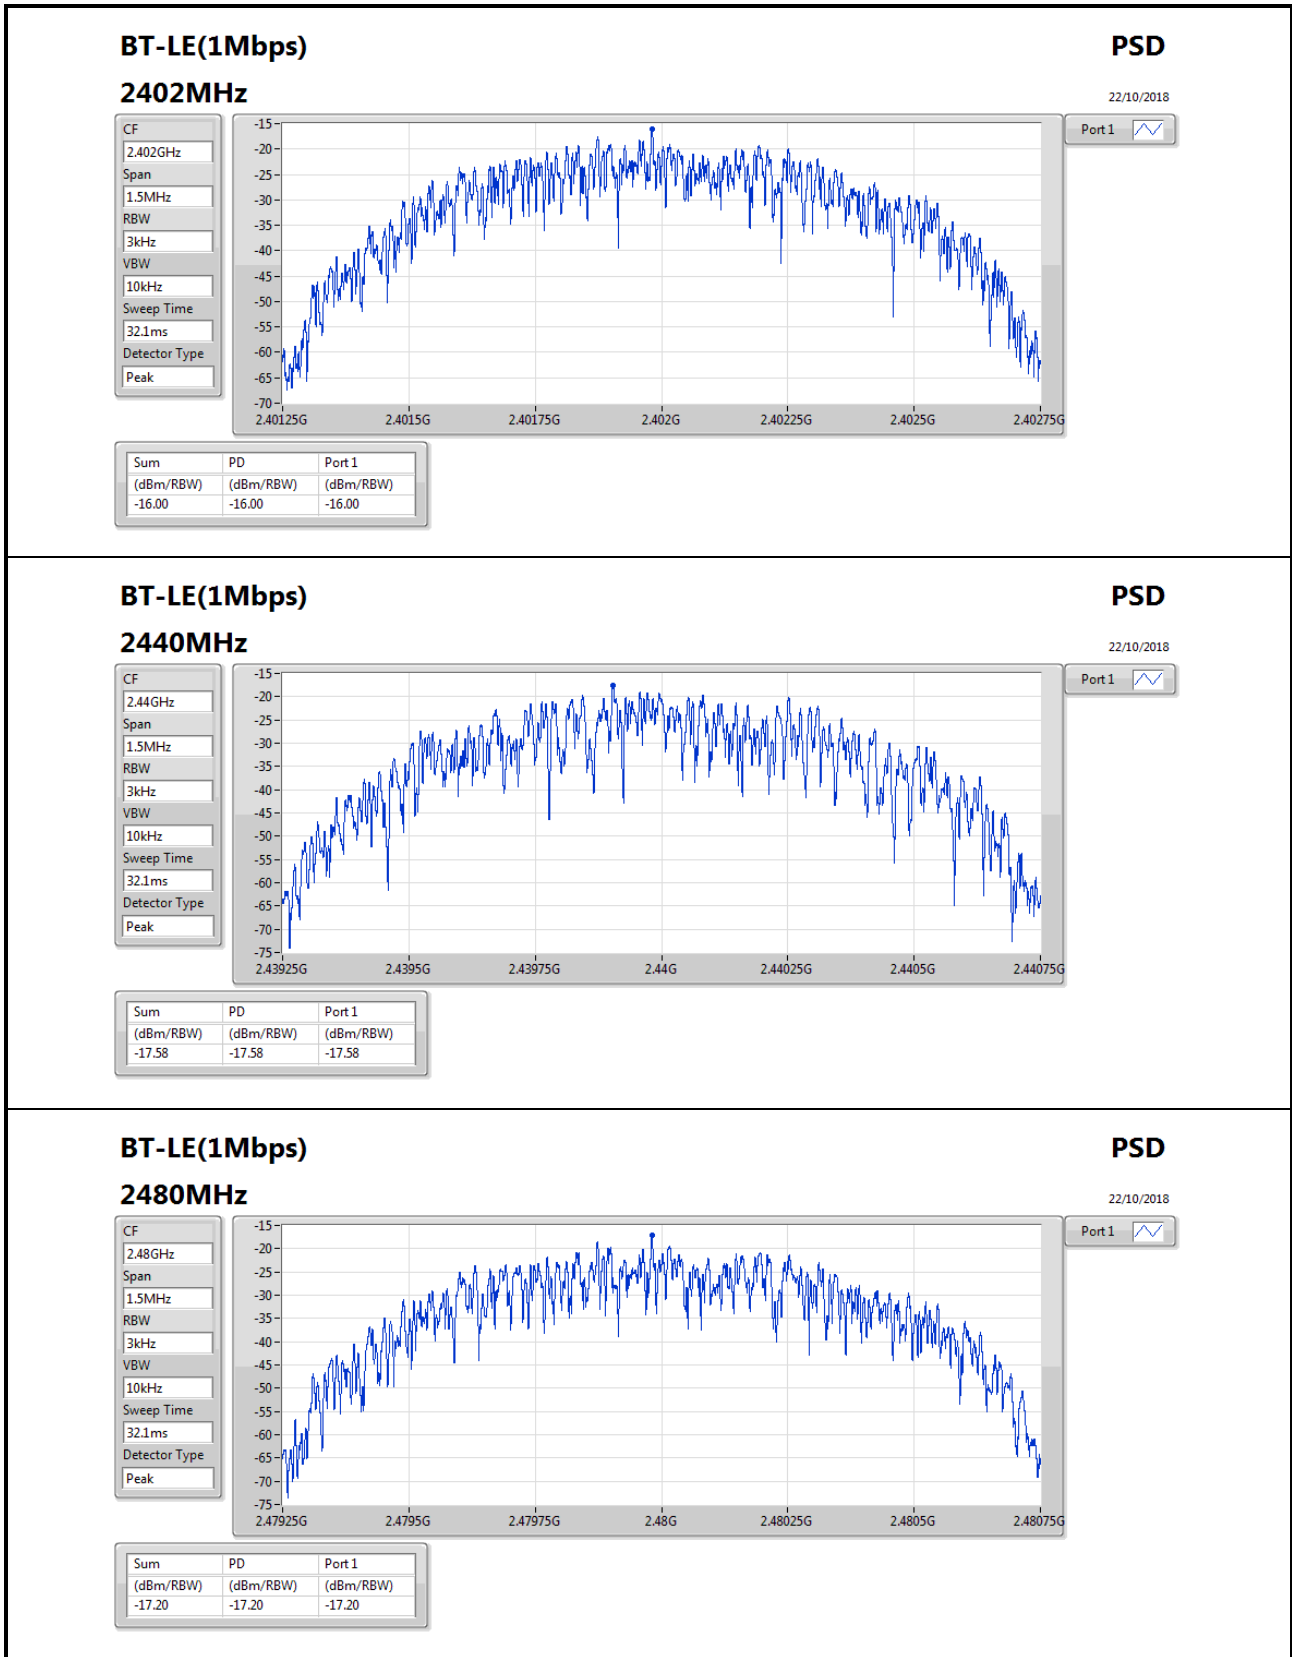 BT-LE(1Mbps) PSD
2402MHz 22/10/2018
CF
2.402GHz
Span
1.5MHz
RBW
3kHz
VBW
10kHz
Sweep Time
32.1ms
Detector Type
Peak
-15
-20
-25
-30
-35
-40
-45
-50
-55
-60
-65
-70
2.40125G 2.4015G 2.40175G 2.402G 2.40225G 2.4025G 2.40275G
Port 1
Sum PD Port 1
(dBm/RBW) (dBm/RBW) (dBm/RBW)
-16.00 -16.00 -16.00
BT-LE(1Mbps) PSD
2440MHz 22/10/2018
CF
2.44GHz
Span
1.5MHz
RBW
3kHz
VBW
10kHz
Sweep Time
32.1ms
Detector Type
Peak
-15
-20
-25
-30
-35
-40
-45
-50
-55
-60
-65
-70
-75
2.43925G 2.4395G 2.43975G 2.44G 2.44025G 2.4405G 2.44075G
Port 1
Sum PD Port 1
(dBm/RBW) (dBm/RBW) (dBm/RBW)
-17.58 -17.58 -17.58
BT-LE(1Mbps) PSD
2480MHz 22/10/2018
CF
2.48GHz
Span
1.5MHz
RBW
3kHz
VBW
10kHz
Sweep Time
32.1ms
Detector Type
Peak
-15
-20
-25
-30
-35
-40
-45
-50
-55
-60
-65
-70
-75
2.47925G 2.4795G 2.47975G 2.48G 2.48025G 2.4805G 2.48075G
Port 1
Sum PD Port 1
(dBm/RBW) (dBm/RBW) (dBm/RBW)
-17.20 -17.20 -17.20